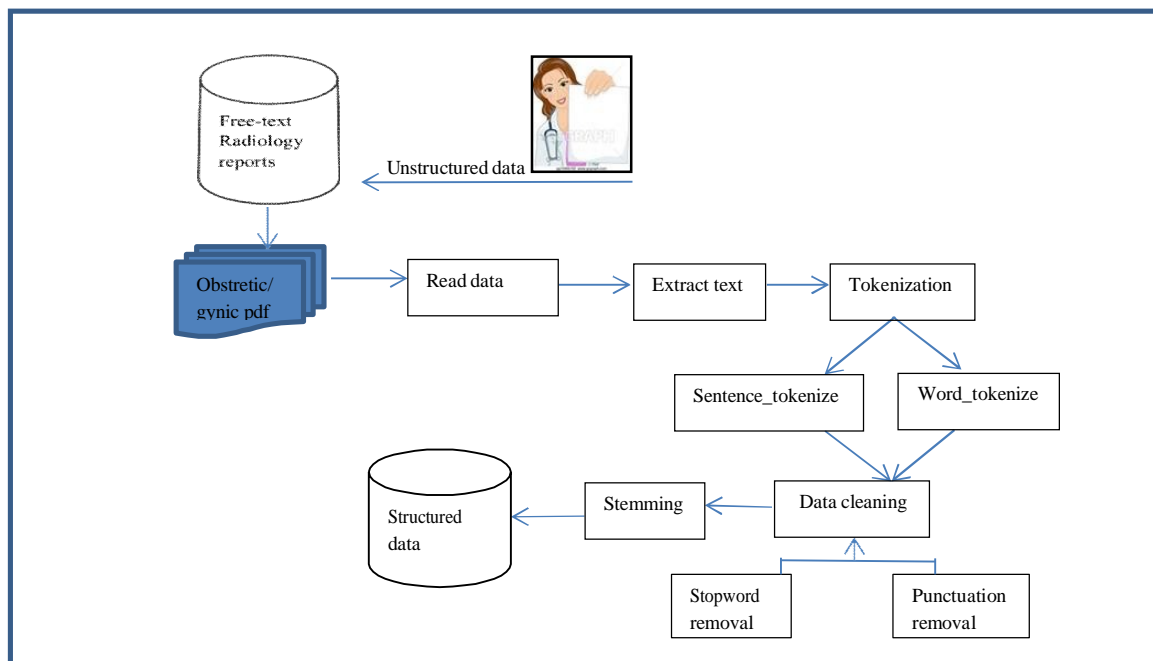 Free-text
Radiology
reports
Unstructured data
Obstretic/
gynic pdf
Read data
Extract text
Tokenization
Sentence_tokenize
Word_tokenize
Data cleaning
Stemming
Structured
data
Stopword
removal
Punctuation
removal